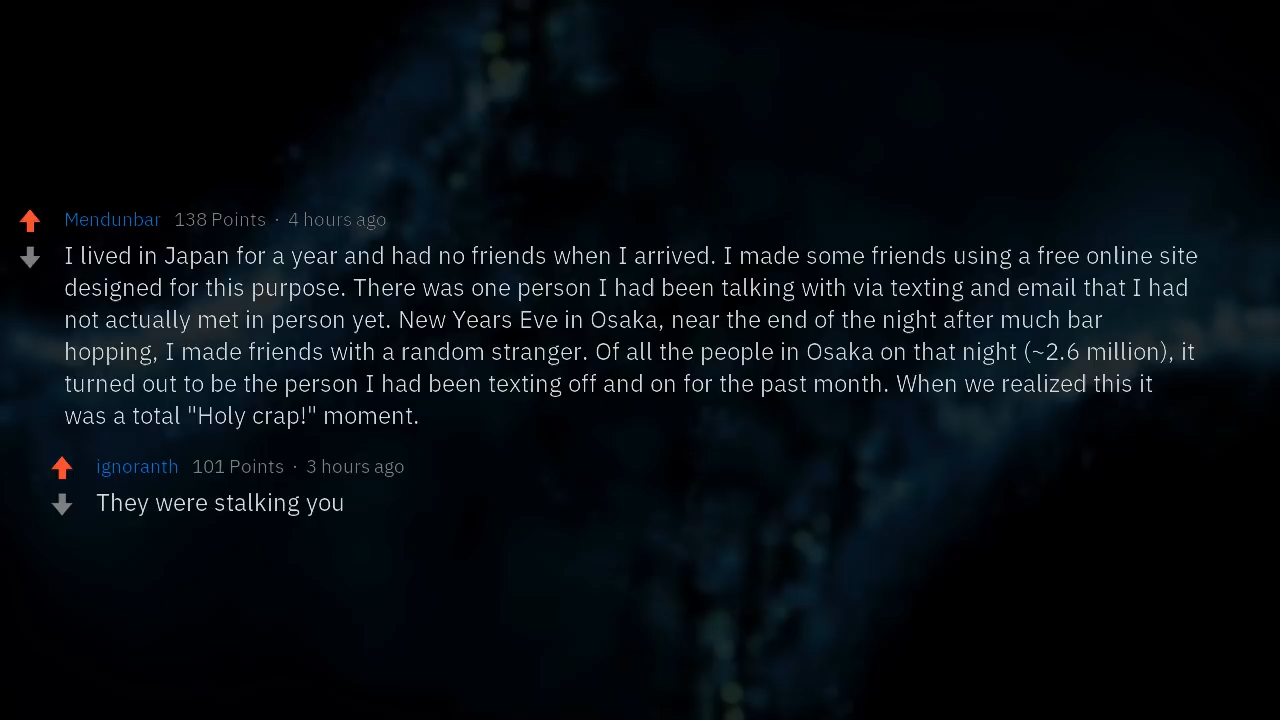 Mendunbar 138 Points · 4 hours ago
I lived in Japan for a year and had no friends when I arrived. I made some friends using a free online site
designed for this purpose. There was one person I had been talking with via texting and email that I had
not actually met in person yet. New Years Eve in Osaka, near the end of the night after much bar
hopping, I made friends with a random stranger. Of all the people in Osaka on that night (~2.6 million), it
turned out to be the person I had been texting off and on for the past month. When we realized this it
was a total "Holy crap!" moment.
ignoranth 101 Points · 3 hours ago
They were stalking you